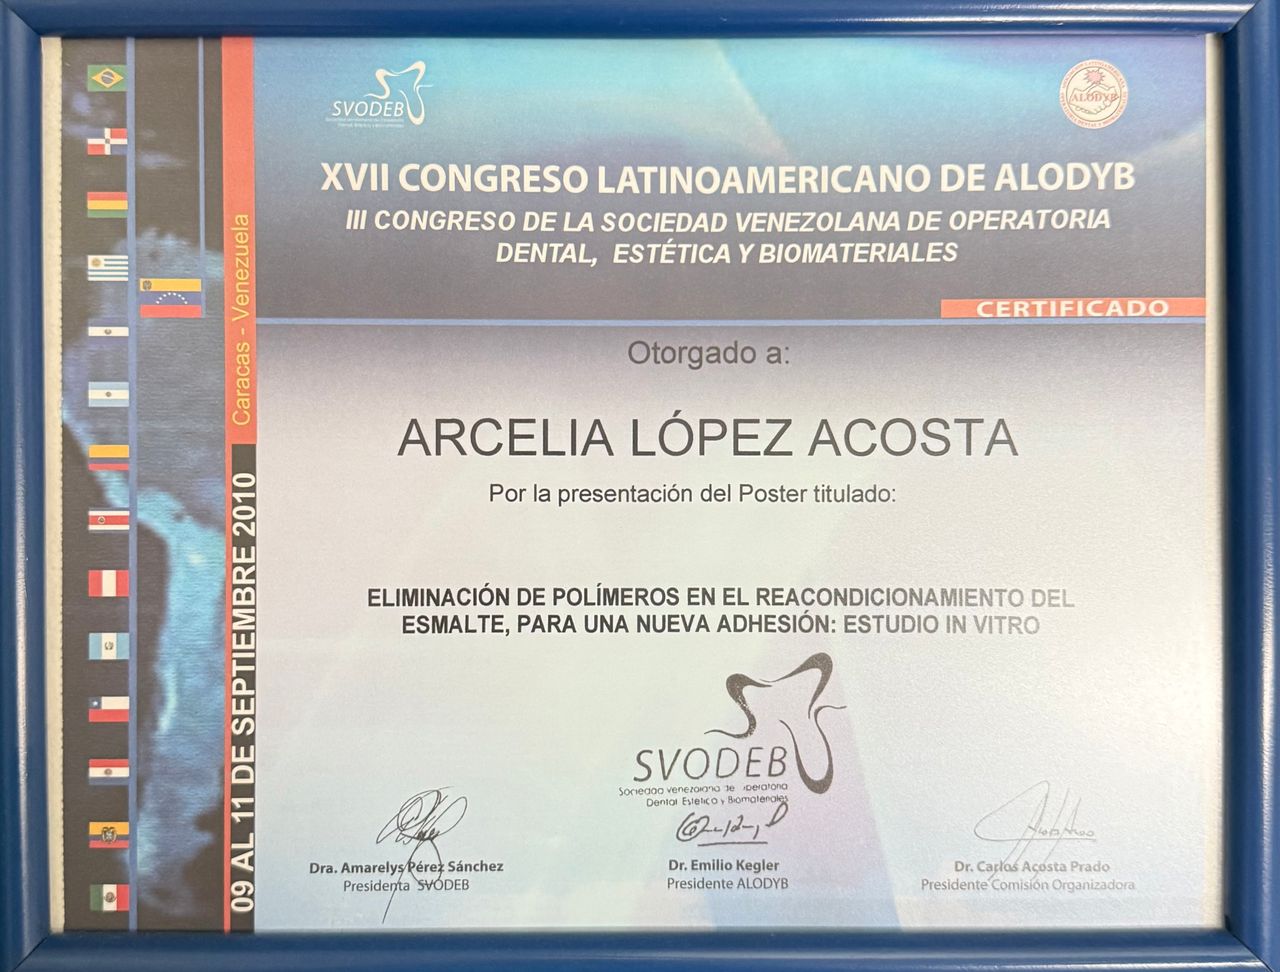 SVODEB
ALODYB
XVII CONGRESO LATINOAMERICANO DE ALODYB
III CONGRESO DE LA SOCIEDAD VENEZOLANA DE OPERATORIA
DENTAL, ESTÉTICA Y BIOMATERIALES
CERTIFICADO
Caracas - Venezuela
09 AL 11 DE SEPTIEMBRE 2010
Otorgado a:
ARCELIA LÓPEZ ACOSTA
Por la presentación del Poster titulado:
ELIMINACIÓN DE POLÍMEROS EN EL REACONDICIONAMIENTO DEL
ESMALTE, PARA UNA NUEVA ADHESIÓN: ESTUDIO IN VITRO
SVODEB
Sociedad venezolana de Operatoria
Dental Estetica y Biomateriales
Dra. Amarelys Pérez Sánchez
Presidenta SVODEB
Dr. Emilio Kegler
Presidente ALODYB
Dr. Carlos Acosta Prado
Presidente Comisión Organizadora